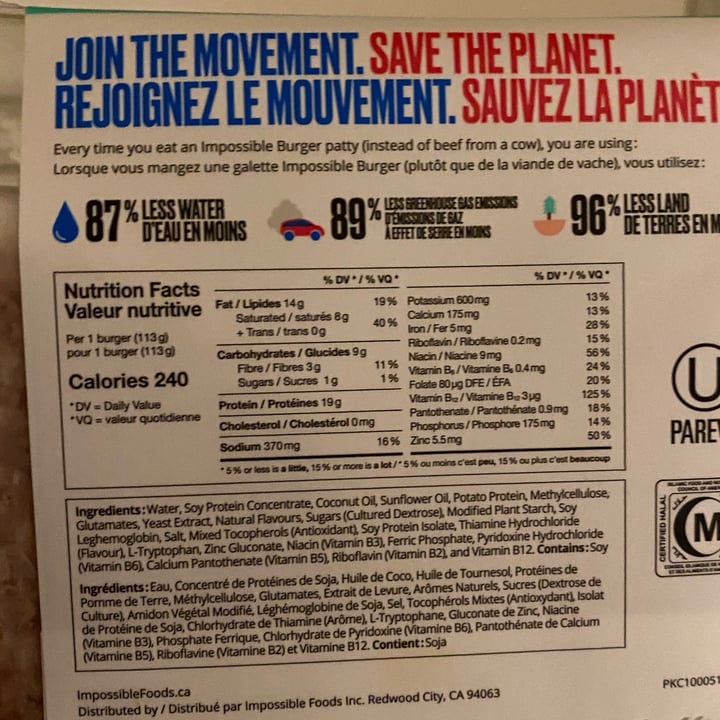 JOIN THE MOVEMENT. SAVE THE PLANET.
REJOIGNEZ LE MOUVEMENT. SAUVEZ LA PLANÈT
Every time you eat an Impossible Burger patty (instead of beef from a cow), you are using:
Lorsque vous mangez une galette Impossible Burger (plutôt que de la viande de vache), vous utilisez:
87% LESS WATER
D'EAU EN MOINS
89% LESS GREENHOUSE GAS EMISSIONS
D'ÉMISSIONS DE GAZ
À EFFET DE SERRE EN MOINS
96% LESS LAND
DE TERRES EN M
Nutrition Facts
Valeur nutritive
Per 1 burger (113 g)
pour 1 burger (113 g)
Calories 240
*DV = Daily Value
*VQ = valeur quotidienne
% DV* / % VQ*
Fat / Lipides 14 g 19 %
Saturated / saturés 8 g
+ Trans / trans 0 g 40 %
Carbohydrates / Glucides 9 g
Fibre / Fibres 3 g 11 %
Sugars / Sucres 1 g 1 %
Protein / Protéines 19 g
Cholesterol / Cholestérol 0 mg
Sodium 370 mg 16 %
% DV* / % VQ*
Potassium 600 mg 13 %
Calcium 175 mg 13 %
Iron / Fer 5 mg 28 %
Riboflavin / Riboflavine 0.2 mg 15 %
Niacin / Niacine 9 mg 56 %
Vitamin B₆ / Vitamine B₆ 0.4 mg 24 %
Folate 80 µg DFE / ÉFA 20 %
Vitamin B₁₂ / Vitamine B₁₂ 3 µg 125 %
Pantothenate / Pantothénate 0.9 mg 18 %
Phosphorus / Phosphore 175 mg 14 %
Zinc 5.5 mg 50 %
*5 % or less is a little, 15 % or more is a lot / *5 % ou moins c'est peu, 15 % ou plus c'est beaucoup
Ingredients: Water, Soy Protein Concentrate, Coconut Oil, Sunflower Oil, Potato Protein, Methylcellulose,
Glutamates, Yeast Extract, Natural Flavours, Sugars (Cultured Dextrose), Modified Plant Starch, Soy
Leghemoglobin, Salt, Mixed Tocopherols (Antioxidant), Soy Protein Isolate, Thiamine Hydrochloride
(Flavour), L-Tryptophan, Zinc Gluconate, Niacin (Vitamin B3), Ferric Phosphate, Pyridoxine Hydrochloride
(Vitamin B6), Calcium Pantothenate (Vitamin B5), Riboflavin (Vitamin B2), and Vitamin B12. Contains: Soy
Ingrédients: Eau, Concentré de Protéines de Soja, Huile de Coco, Huile de Tournesol, Protéines de
Pomme de Terre, Méthylcellulose, Glutamates, Extrait de Levure, Arômes Naturels, Sucres (Dextrose de
Culture), Amidon Végétal Modifié, Léghémoglobine de Soja, Sel, Tocophérols Mixtes (Antioxydant), Isolat
de Protéine de Soja, Chlorhydrate de Thiamine (Arôme), L-Tryptophane, Gluconate de Zinc, Niacine
(Vitamine B3), Phosphate Ferrique, Chlorhydrate de Pyridoxine (Vitamine B6), Pantothénate de Calcium
(Vitamine B5), Riboflavine (Vitamine B2) et Vitamine B12. Contient: Soja
U
PAREV
CERTIFIED HALAL
M
ImpossibleFoods.ca
Distributed by / Distribué par Impossible Foods Inc. Redwood City, CA 94063
PKC100051